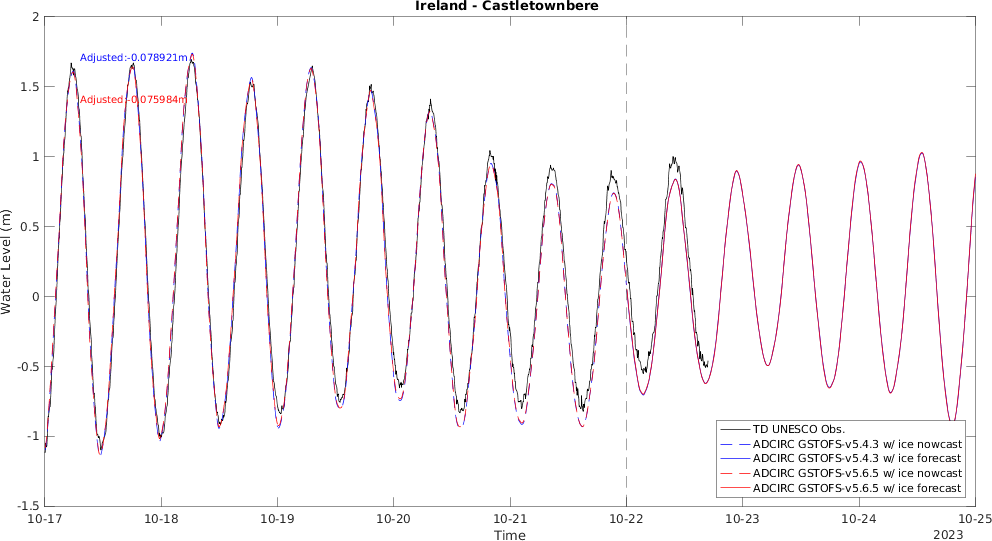 Ireland - Castletownbere
2
1.5
1
0.5
0
-0.5
-1
-1.5
Water Level (m)
Adjusted:-0.078921m
Adjusted:-0.075984m
TD UNESCO Obs.
ADCIRC GSTOFS-v5.4.3 w/ ice nowcast
ADCIRC GSTOFS-v5.4.3 w/ ice forecast
ADCIRC GSTOFS-v5.6.5 w/ ice nowcast
ADCIRC GSTOFS-v5.6.5 w/ ice forecast
10-17 10-18 10-19 10-20 10-21 10-22 10-23 10-24 10-25
Time
2023